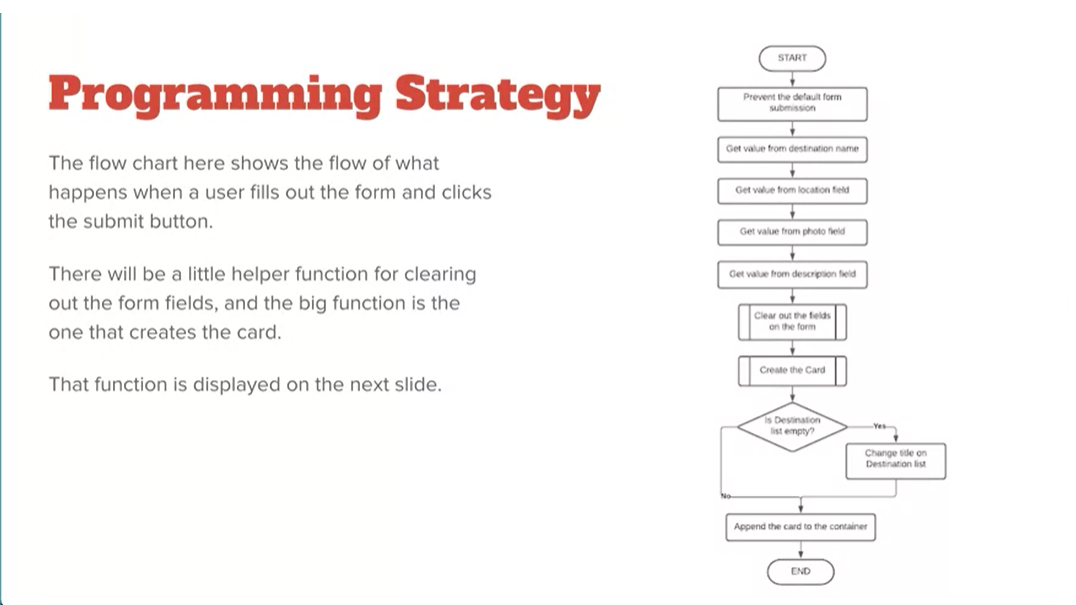 Programming Strategy
The flow chart here shows the flow of what
happens when a user fills out the form and clicks
the submit button.
There will be a little helper function for clearing
out the form fields, and the big function is the
one that creates the card.
That function is displayed on the next slide.
START
Prevent the default form
submission
Get value from destination name
Get value from location field
Get value from photo field
Get value from description field
Clear out the fields
on the form
Create the Card
Is Destination
list empty?
Yes
Change title on
Destination list
No
Append the card to the container
END